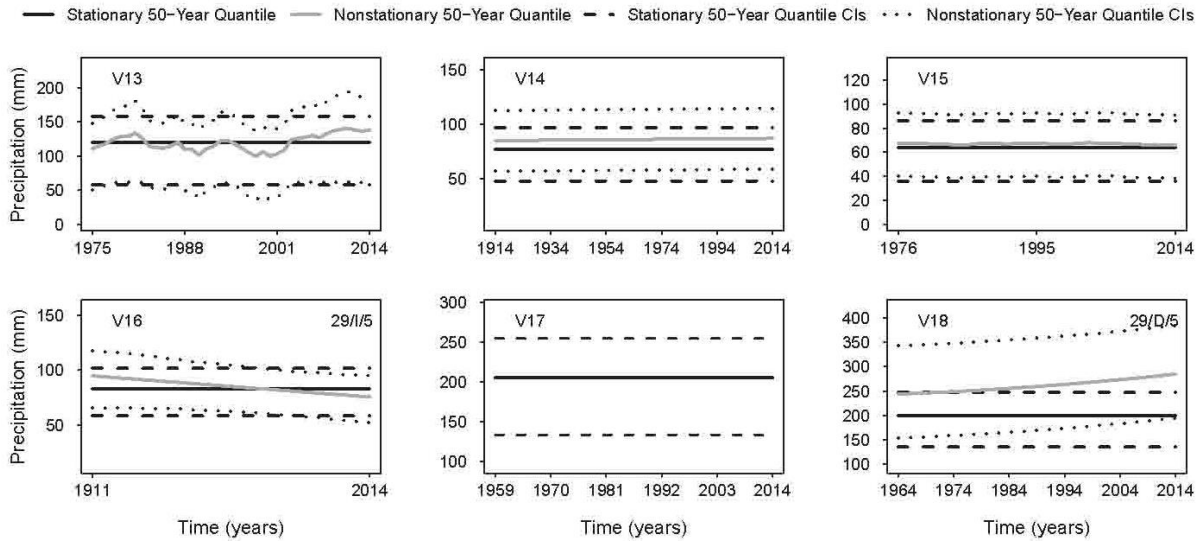 Stationary 50−Year Quantile Nonstationary 50−Year Quantile Stationary 50−Year Quantile CIs Nonstationary 50−Year Quantile CIs
V13
Precipitation (mm)
200
150
100
50
0
1975 1988 2001 2014
V14
150
100
50
1914 1934 1954 1974 1994 2014
V15
120
100
80
60
40
20
0
1976 1995 2014
V16 29/I/5
Precipitation (mm)
150
100
50
1911 2014
Time (years)
V17
300
250
200
150
100
1959 1970 1981 1992 2003 2014
Time (years)
V18 29/D/5
400
350
300
250
200
150
100
1964 1974 1984 1994 2004 2014
Time (years)